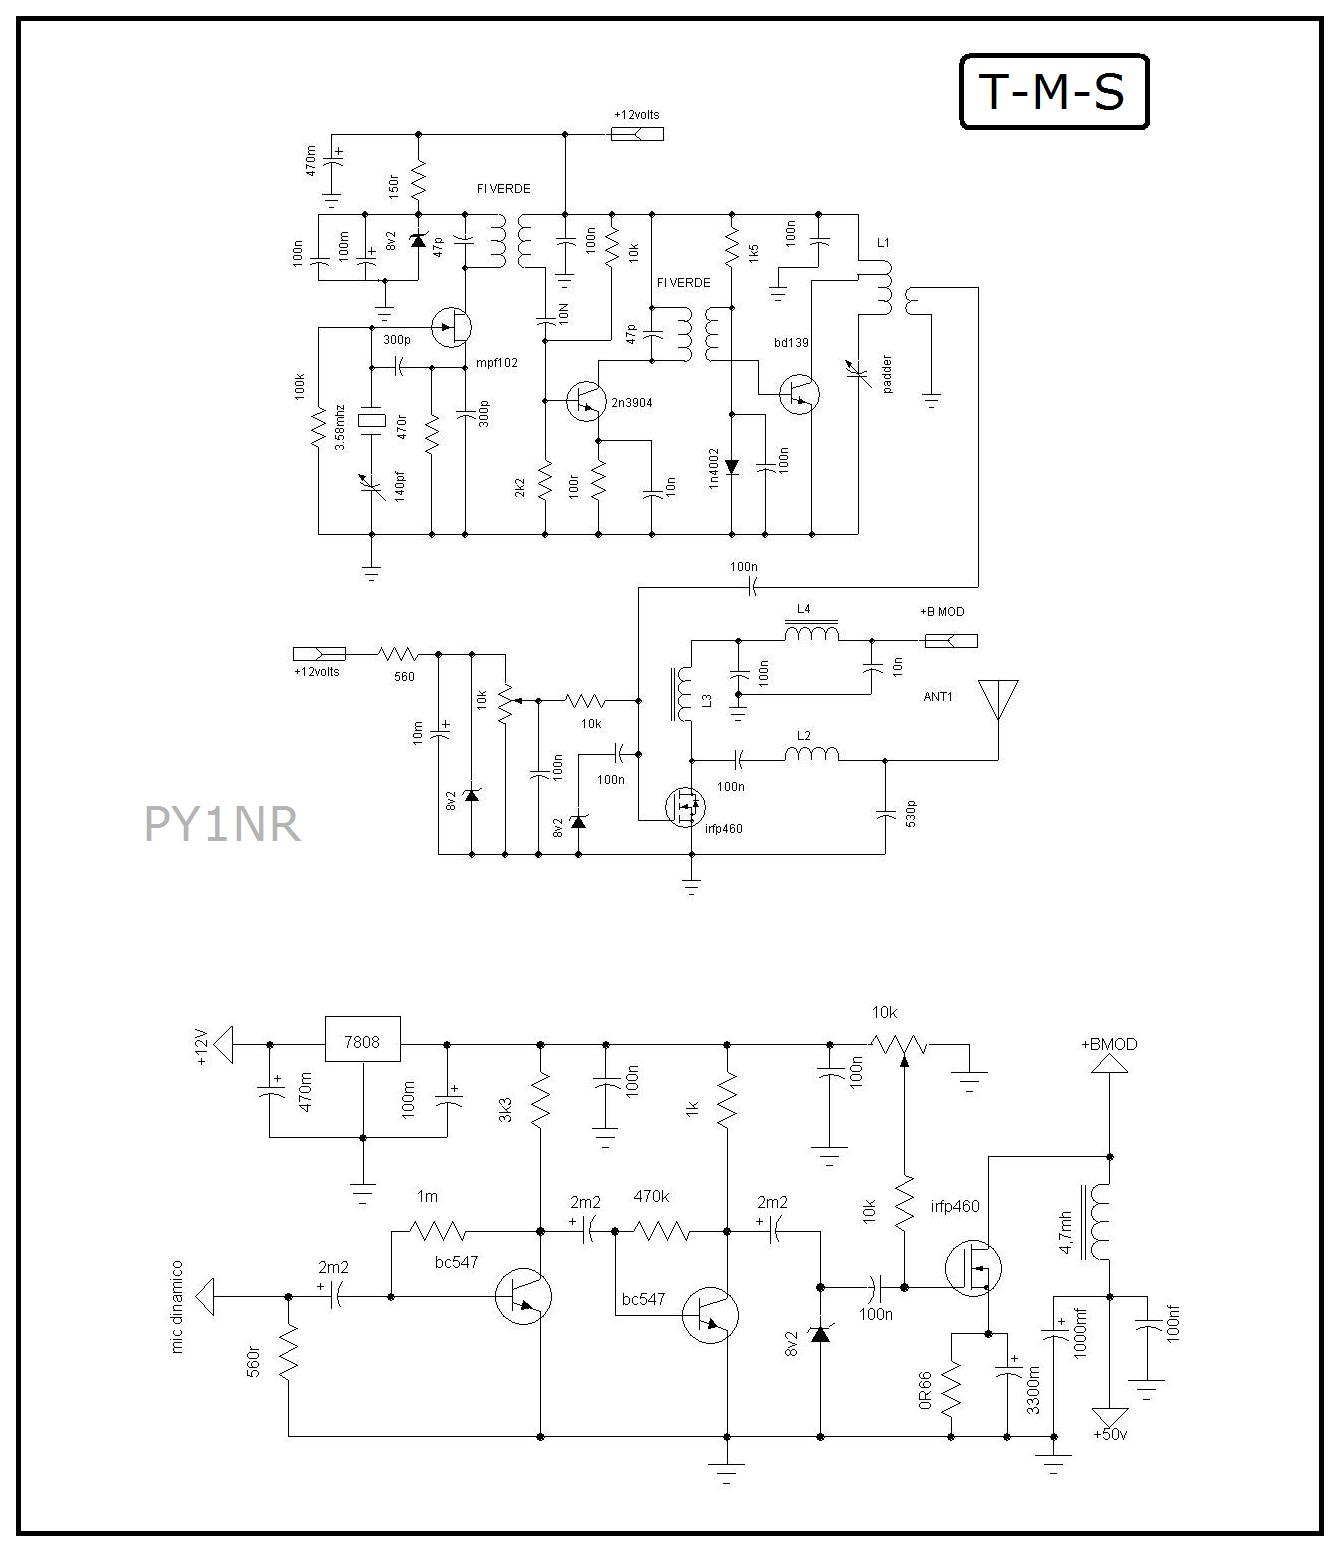 T-M-S
+12volts
470m
150r
FI VERDE
100n
100m
8v2
47p
100n
10k
1k5
100n
L1
FI VERDE
10N
47p
bd139
300p
mpf102
padder
100k
3.58mhz
470r
300p
2n3904
140pf
2k2
100r
10n
1n4002
100n
100n
L4
+B MOD
+12volts
560
10k
10k
L3
100n
10n
ANT1
10m
L2
100n
100n
100n
8v2
8v2
irfp460
530p
PY1NR
10k
+12V
7808
+BMOD
470m
100m
3k3
100n
1k
100n
1m
2m2
470k
2m2
10k
irfp460
4,7mh
bc547
mic dinamico
2m2
bc547
100n
560r
8v2
0R66
3300m
1000mf
100nf
+50v